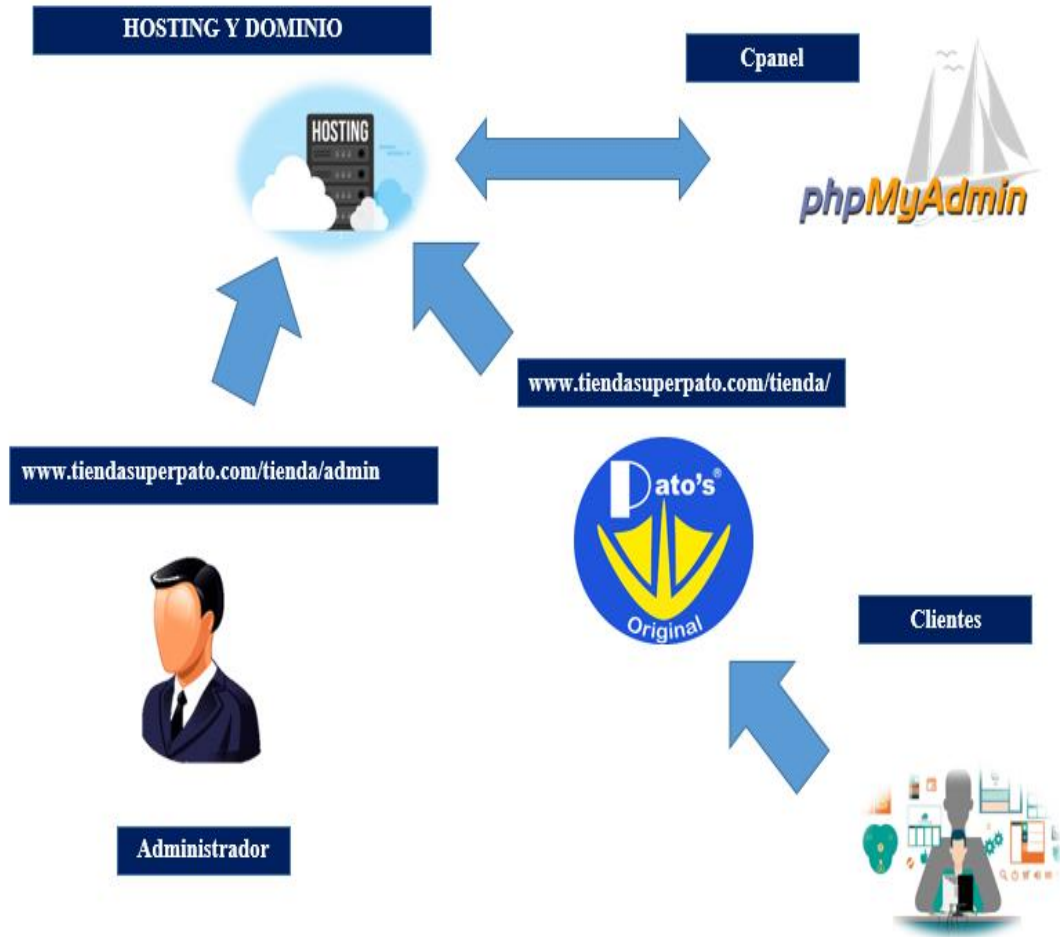 HOSTING Y DOMINIO
Cpanel
HOSTING
phpMyAdmin
www.tiendasuperpato.com/tienda/
www.tiendasuperpato.com/tienda/admin
Pato's®
Original
Clientes
Administrador